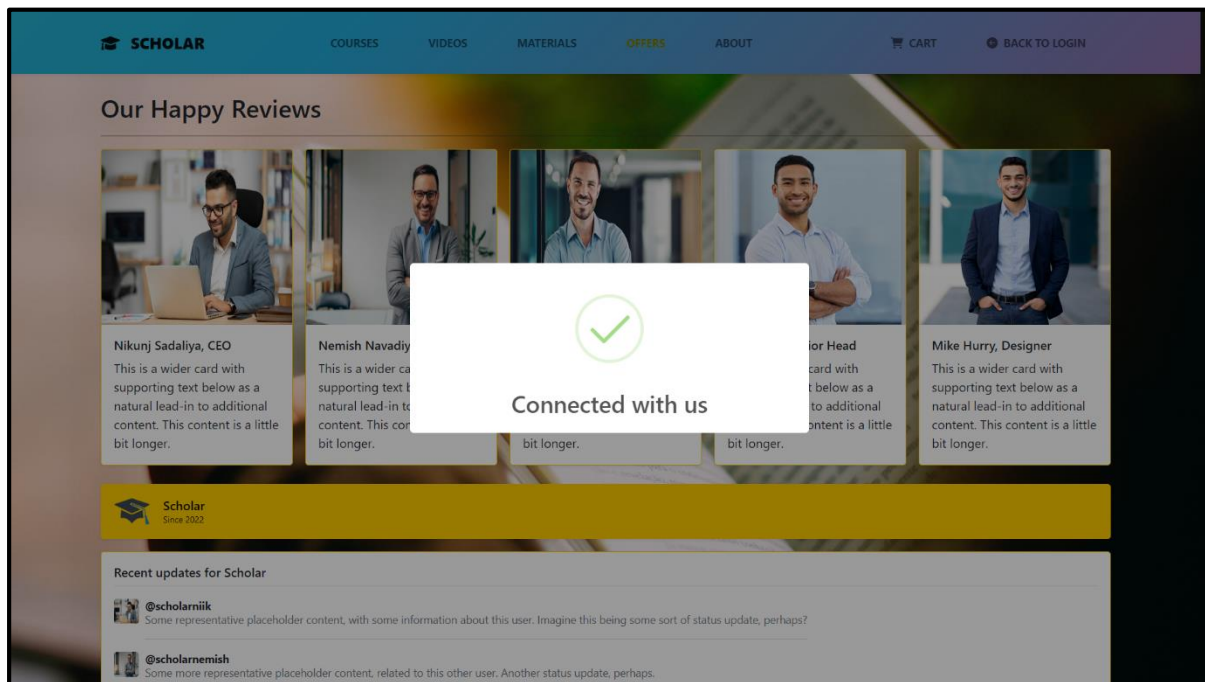 SCHOLAR COURSES VIDEOS MATERIALS OFFERS ABOUT CART BACK TO LOGIN
Our Happy Reviews
Nikunj Sadaliya, CEO
This is a wider card with
supporting text below as a
natural lead-in to additional
content. This content is a little
bit longer.
Nemish
This is a wider
supporting text
natural lead-in
content. This
bit longer.
bit longer.
Head
card with
below as a
to additional
content is a little
bit longer.
Mike Hurry, Designer
This is a wider card with
supporting text below as a
natural lead-in to additional
content. This content is a little
bit longer.
Connected with us
Scholar
Since 2022
Recent updates for Scholar
@scholarniik
Some representative placeholder content, with some information about this user. Imagine this being some sort of status update, perhaps?
@scholarnemish
Some more representative placeholder content, related to this other user. Another status update, perhaps.